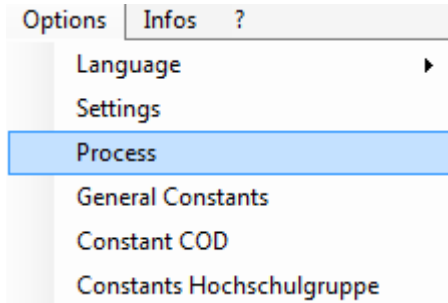 Options Infos ?
Language
Settings
Process
General Constants
Constant COD
Constants Hochschulgruppe